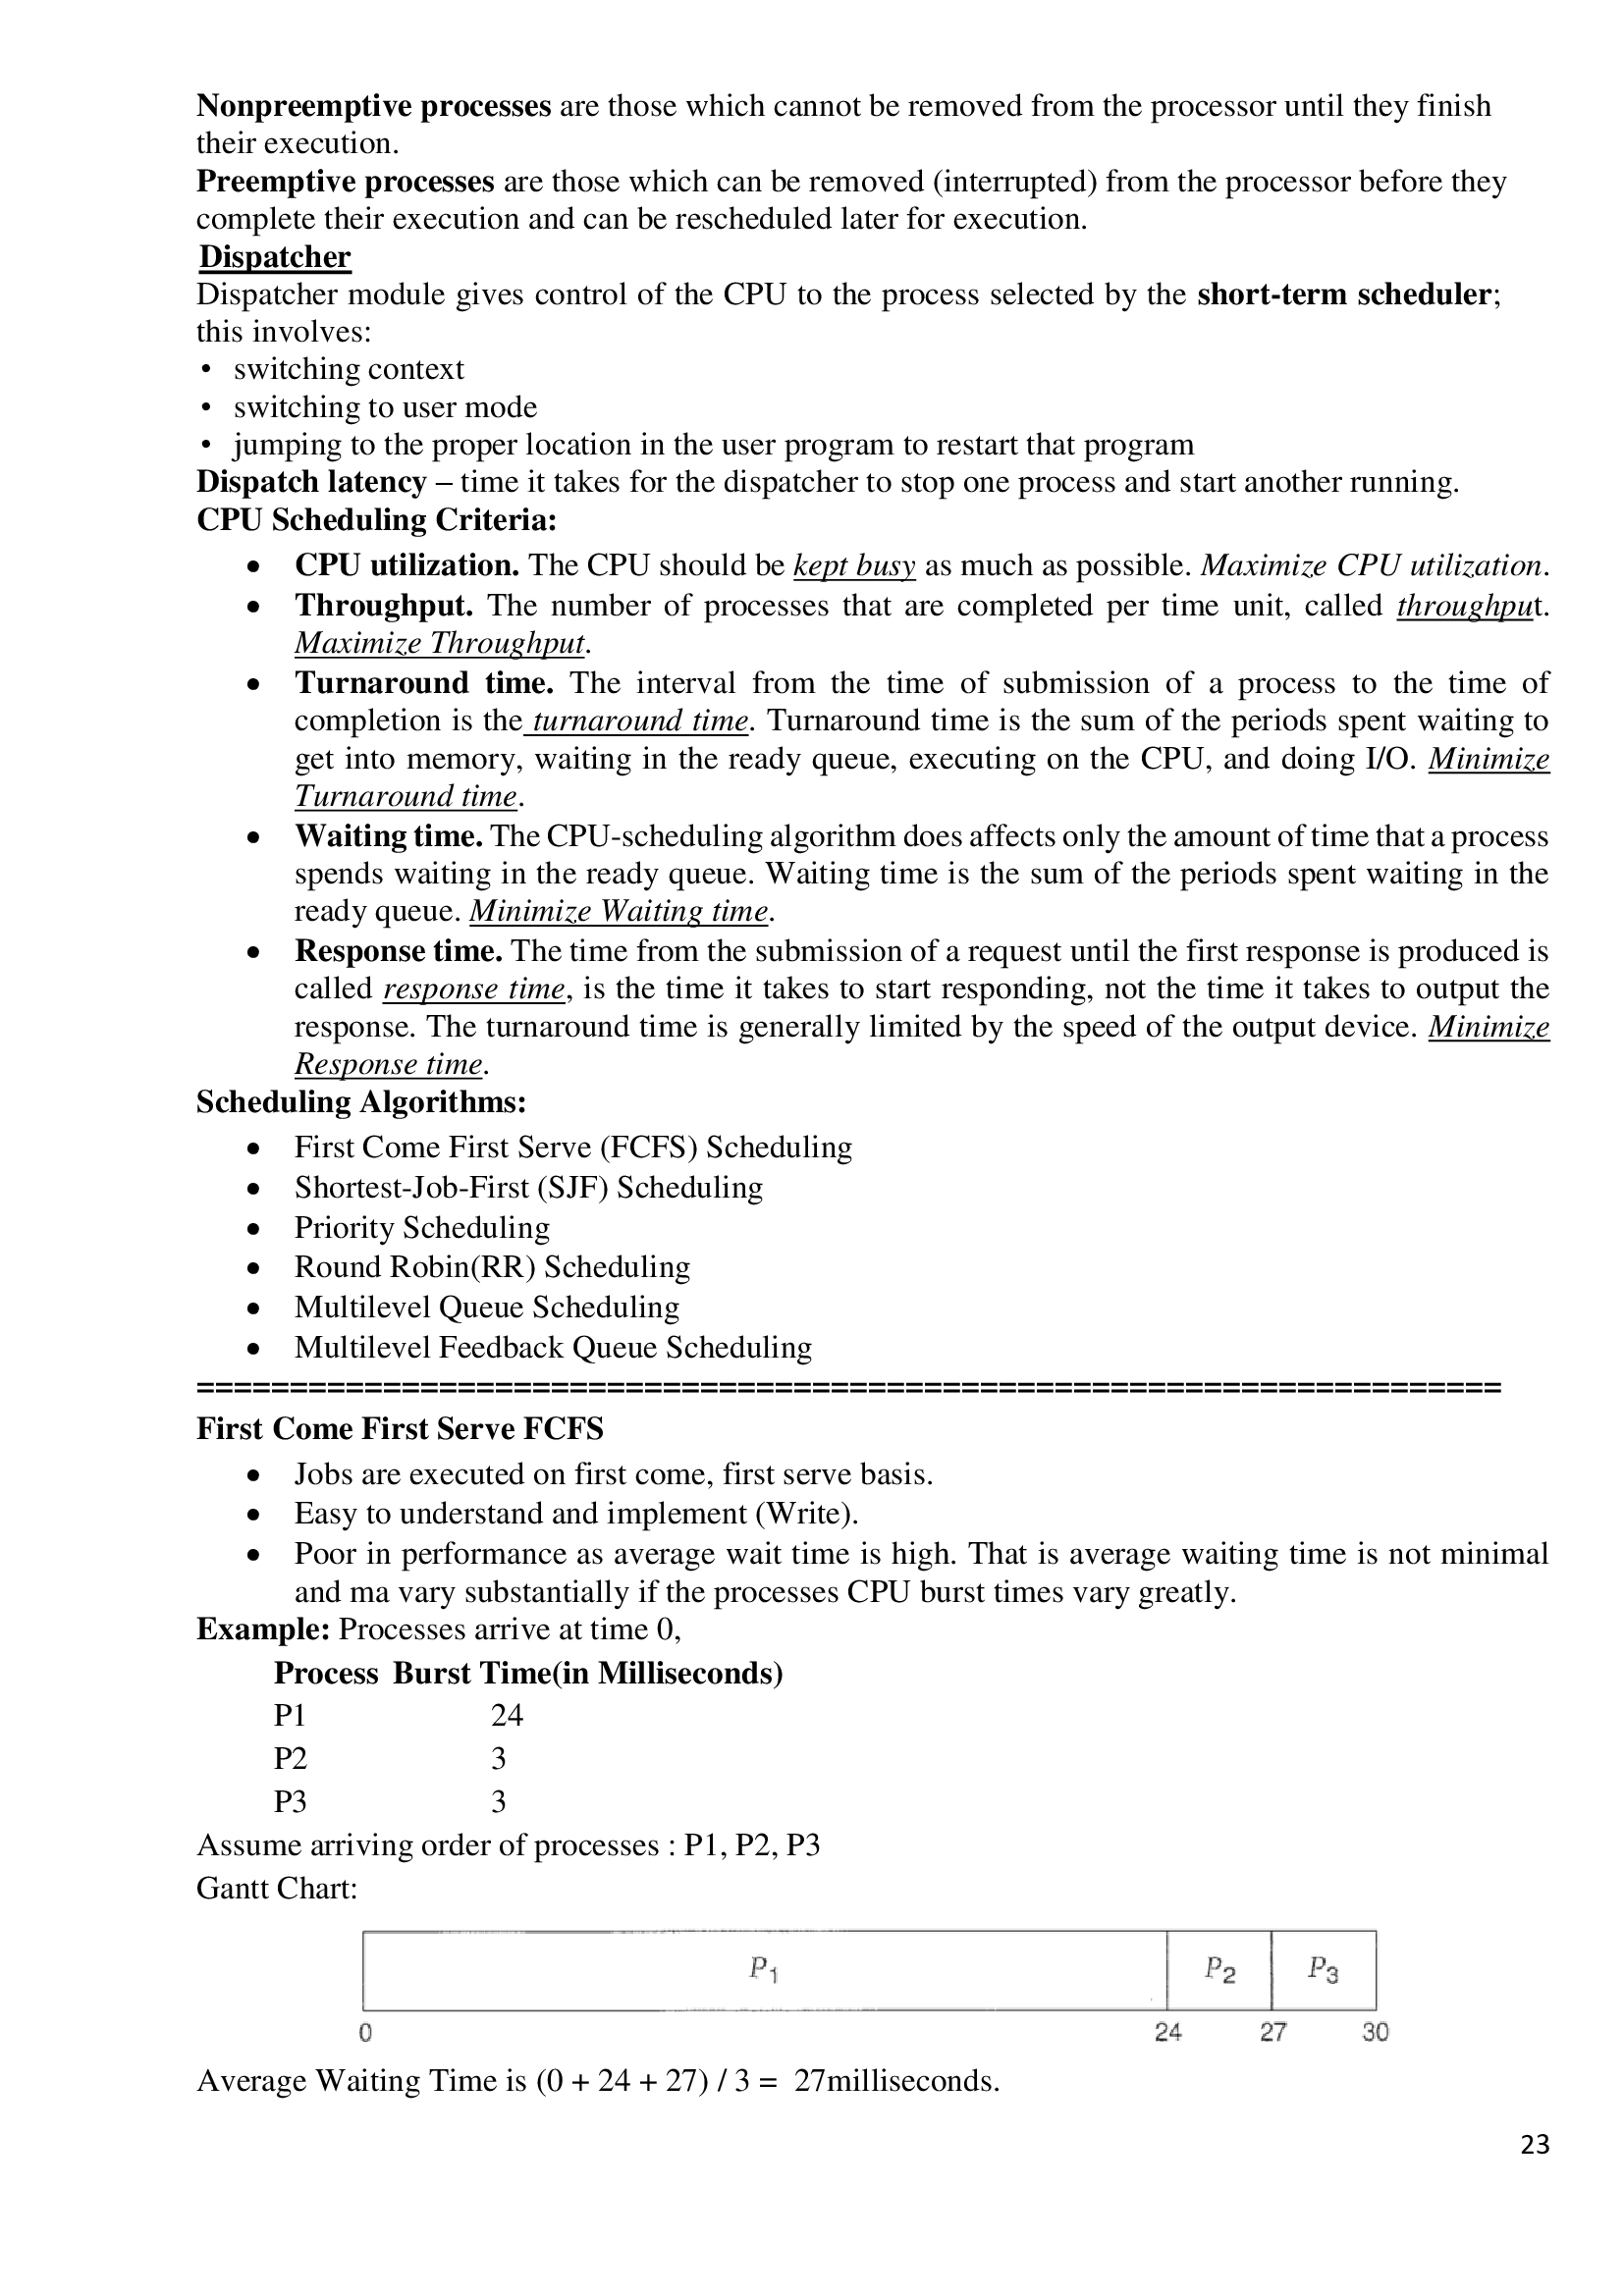 Nonpreemptive processes are those which cannot be removed from the processor until they finish
their execution.
Preemptive processes are those which can be removed (interrupted) from the processor before they
complete their execution and can be rescheduled later for execution.
Dispatcher
Dispatcher module gives control of the CPU to the process selected by the short-term scheduler;
this involves:
• switching context
• switching to user mode
• jumping to the proper location in the user program to restart that program
Dispatch latency – time it takes for the dispatcher to stop one process and start another running.
CPU Scheduling Criteria:
• CPU utilization. The CPU should be kept busy as much as possible. Maximize CPU utilization.
• Throughput. The number of processes that are completed per time unit, called throughput.
Maximize Throughput.
• Turnaround time. The interval from the time of submission of a process to the time of
completion is the turnaround time. Turnaround time is the sum of the periods spent waiting to
get into memory, waiting in the ready queue, executing on the CPU, and doing I/O. Minimize
Turnaround time.
• Waiting time. The CPU-scheduling algorithm does affects only the amount of time that a process
spends waiting in the ready queue. Waiting time is the sum of the periods spent waiting in the
ready queue. Minimize Waiting time.
• Response time. The time from the submission of a request until the first response is produced is
called response time, is the time it takes to start responding, not the time it takes to output the
response. The turnaround time is generally limited by the speed of the output device. Minimize
Response time.
Scheduling Algorithms:
• First Come First Serve (FCFS) Scheduling
• Shortest-Job-First (SJF) Scheduling
• Priority Scheduling
• Round Robin(RR) Scheduling
• Multilevel Queue Scheduling
• Multilevel Feedback Queue Scheduling
======================================================================
First Come First Serve FCFS
• Jobs are executed on first come, first serve basis.
• Easy to understand and implement (Write).
• Poor in performance as average wait time is high. That is average waiting time is not minimal
and ma vary substantially if the processes CPU burst times vary greatly.
Example: Processes arrive at time 0,
Process Burst Time(in Milliseconds)
P1 24
P2 3
P3 3
Assume arriving order of processes : P1, P2, P3
Gantt Chart:
P1 P2 P3
0 24 27 30
Average Waiting Time is (0 + 24 + 27) / 3 = 27milliseconds.
23